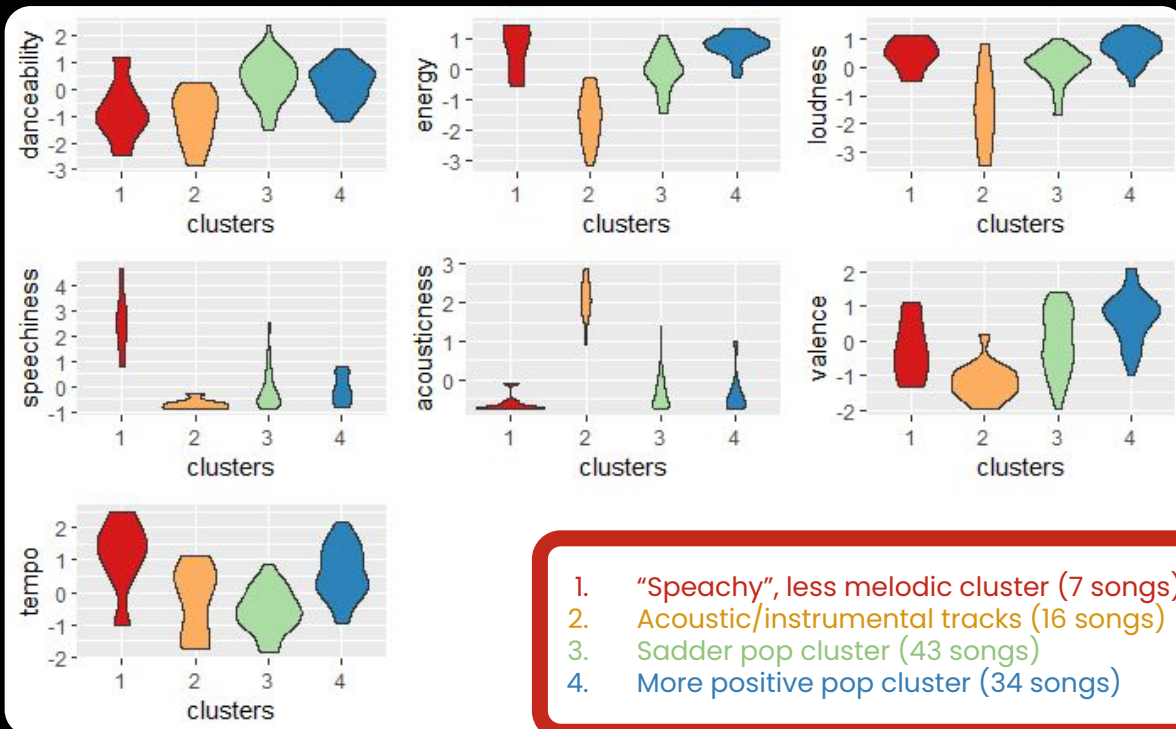 danceability
2
1
0
-1
-2
-3
1 2 3 4
clusters
energy
1
0
-1
-2
-3
1 2 3 4
clusters
loudness
1
0
-1
-2
-3
1 2 3 4
clusters
speechiness
4
3
2
1
0
-1
1 2 3 4
clusters
acousticness
3
2
0
1 2 3 4
clusters
valence
2
1
0
-1
-2
1 2 3 4
clusters
tempo
2
1
0
-1
-2
1 2 3 4
clusters
1. “Speachy”, less melodic cluster (7 songs)
2. Acoustic/instrumental tracks (16 songs)
3. Sadder pop cluster (43 songs)
4. More positive pop cluster (34 songs)